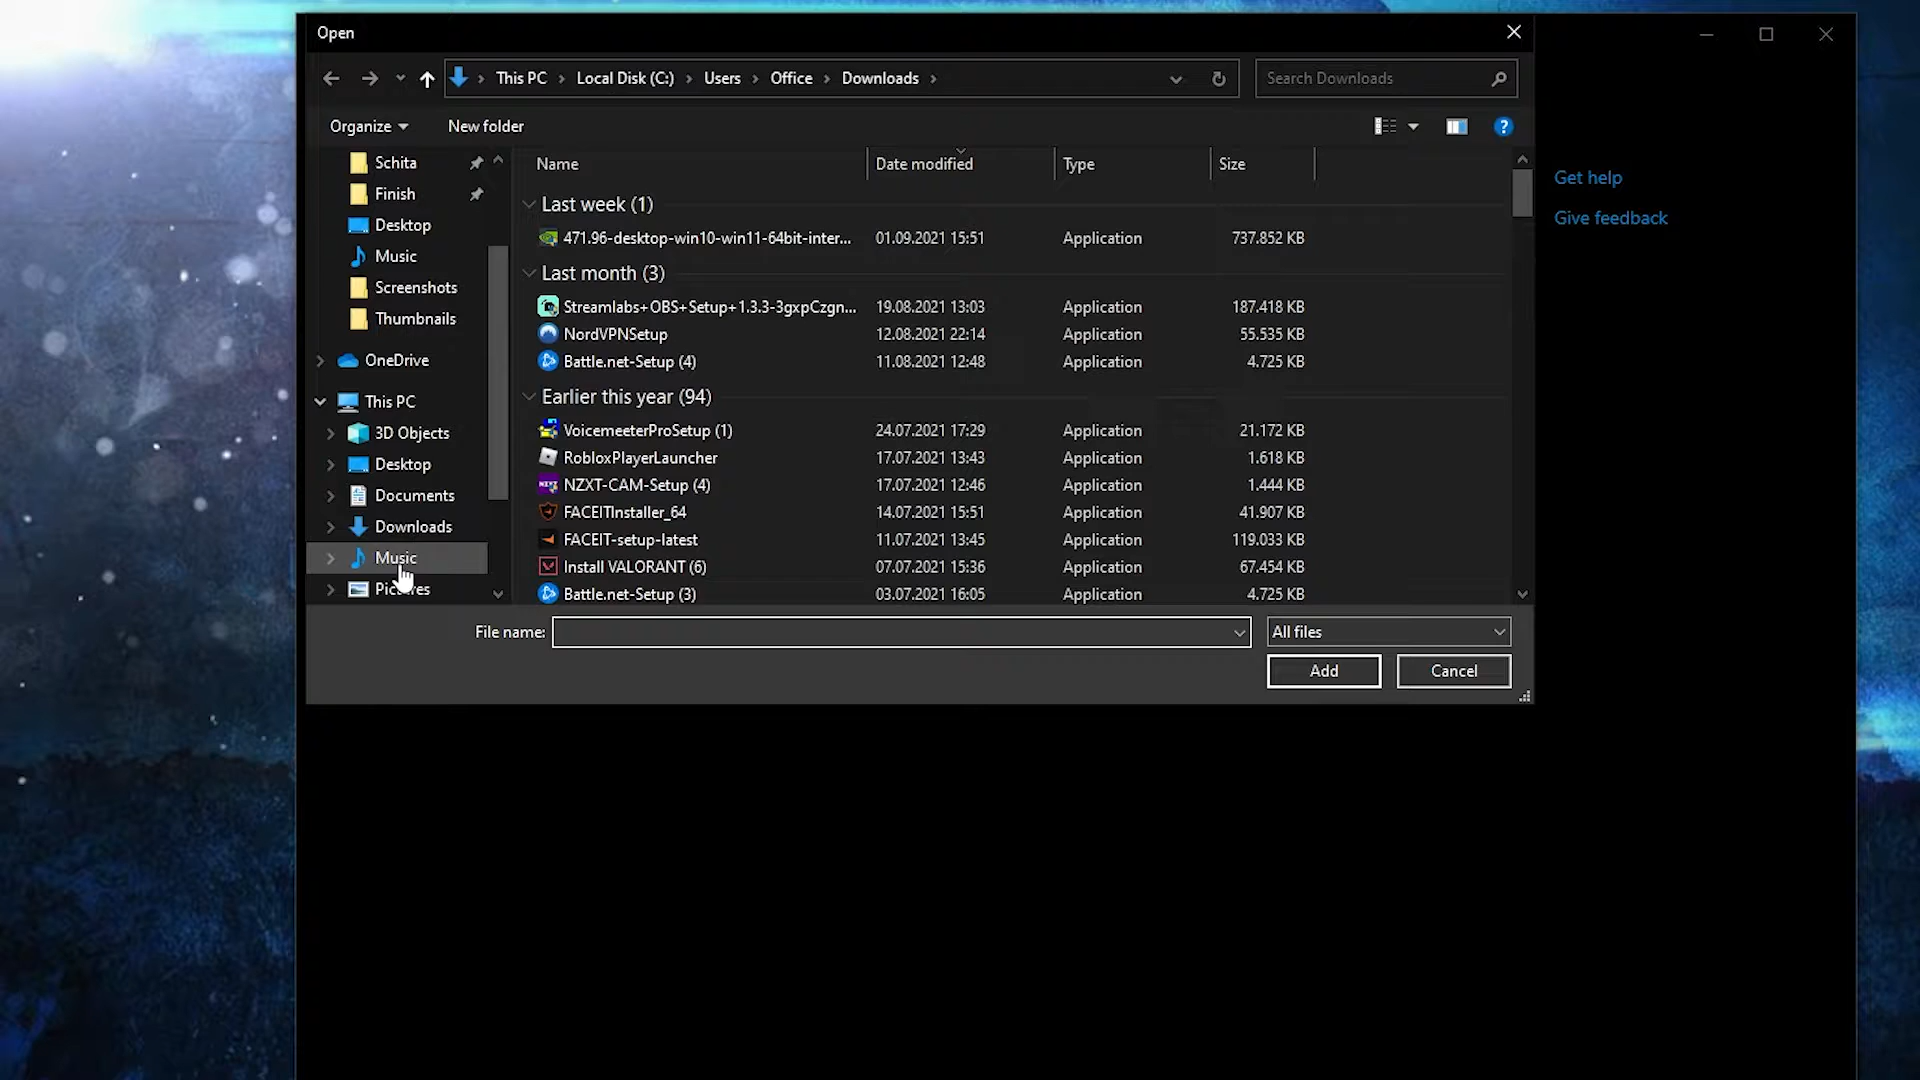 Open
This PC Local Disk (C:) Users Office Downloads
Search Downloads
Organize
New folder
Schita
Finish
Desktop
Music
Screenshots
Thumbnails
OneDrive
This PC
3D Objects
Desktop
Documents
Downloads
Music
Name Date modified Type Size
Last week (1)
471.96-desktop-win10-win11-64bit-inter... 01.09.2021 15:51 Application 737.852 KB
Last month (3)
Streamlabs+OBS+Setup+1.3.3-3gxpCzgn... 19.08.2021 13:03 Application 187.418 KB
NordVPNSetup 12.08.2021 22:14 Application 55.535 KB
Battle.net-Setup (4) 11.08.2021 12:48 Application 4.725 KB
Earlier this year (94)
VoicemeeterProSetup (1) 24.07.2021 17:29 Application 21.172 KB
RobloxPlayerLauncher 17.07.2021 13:43 Application 1.618 KB
NZXT-CAM-Setup (4) 17.07.2021 12:46 Application 1.444 KB
FACEITInstaller_64 14.07.2021 15:51 Application 41.907 KB
FACEIT-setup-latest 11.07.2021 13:45 Application 119.033 KB
Install VALORANT (6) 07.07.2021 15:36 Application 67.454 KB
Battle.net-Setup (3) 03.07.2021 16:05 Application 4.725 KB
File name:
All files
Add
Cancel
Get help
Give feedback